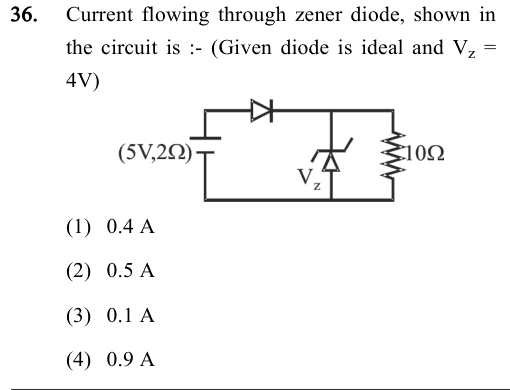 36. Current flowing through zener diode, shown in
the circuit is :- (Given diode is ideal and V_z =
4V)
(5V,2Ω)
V_z
10Ω
(1) 0.4 A
(2) 0.5 A
(3) 0.1 A
(4) 0.9 A